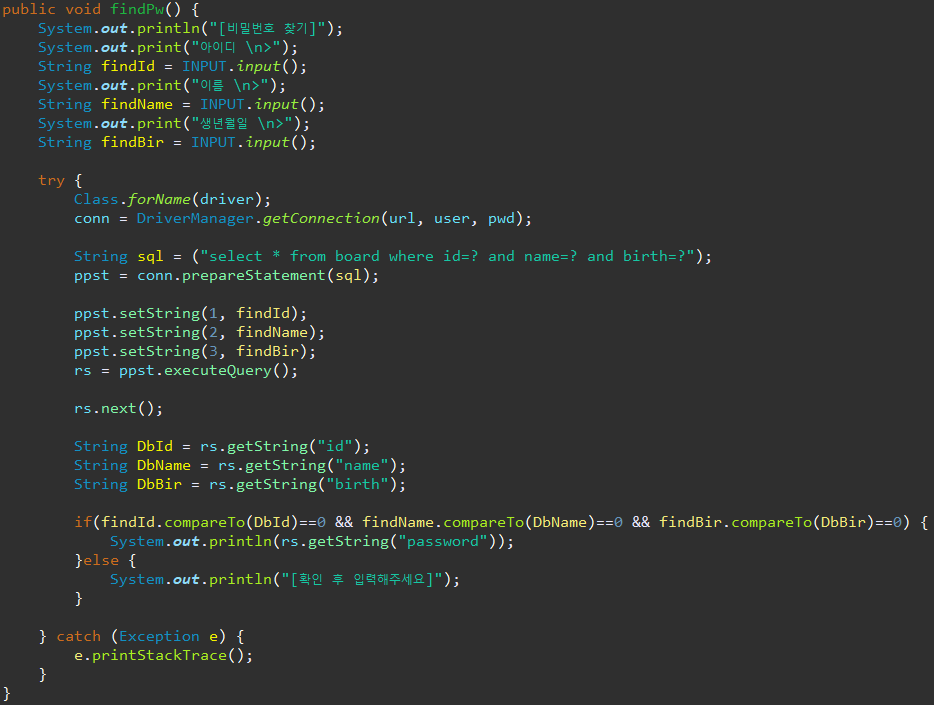 public void findPw() {
    System.out.println("[비밀번호 찾기]");
    System.out.print("아이디 \n>");
    String findId = INPUT.input();
    System.out.print("이름 \n>");
    String findName = INPUT.input();
    System.out.print("생년월일 \n>");
    String findBir = INPUT.input();

    try {
        Class.forName(driver);
        conn = DriverManager.getConnection(url, user, pwd);

        String sql = ("select * from board where id=? and name=? and birth=?");
        ppst = conn.prepareStatement(sql);

        ppst.setString(1, findId);
        ppst.setString(2, findName);
        ppst.setString(3, findBir);
        rs = ppst.executeQuery();

        rs.next();

        String DbId = rs.getString("id");
        String DbName = rs.getString("name");
        String DbBir = rs.getString("birth");

        if(findId.compareTo(DbId)==0 && findName.compareTo(DbName)==0 && findBir.compareTo(DbBir)==0) {
            System.out.println(rs.getString("password"));
        }else {
            System.out.println("[확인 후 입력해주세요]");
        }

    } catch (Exception e) {
        e.printStackTrace();
    }
}